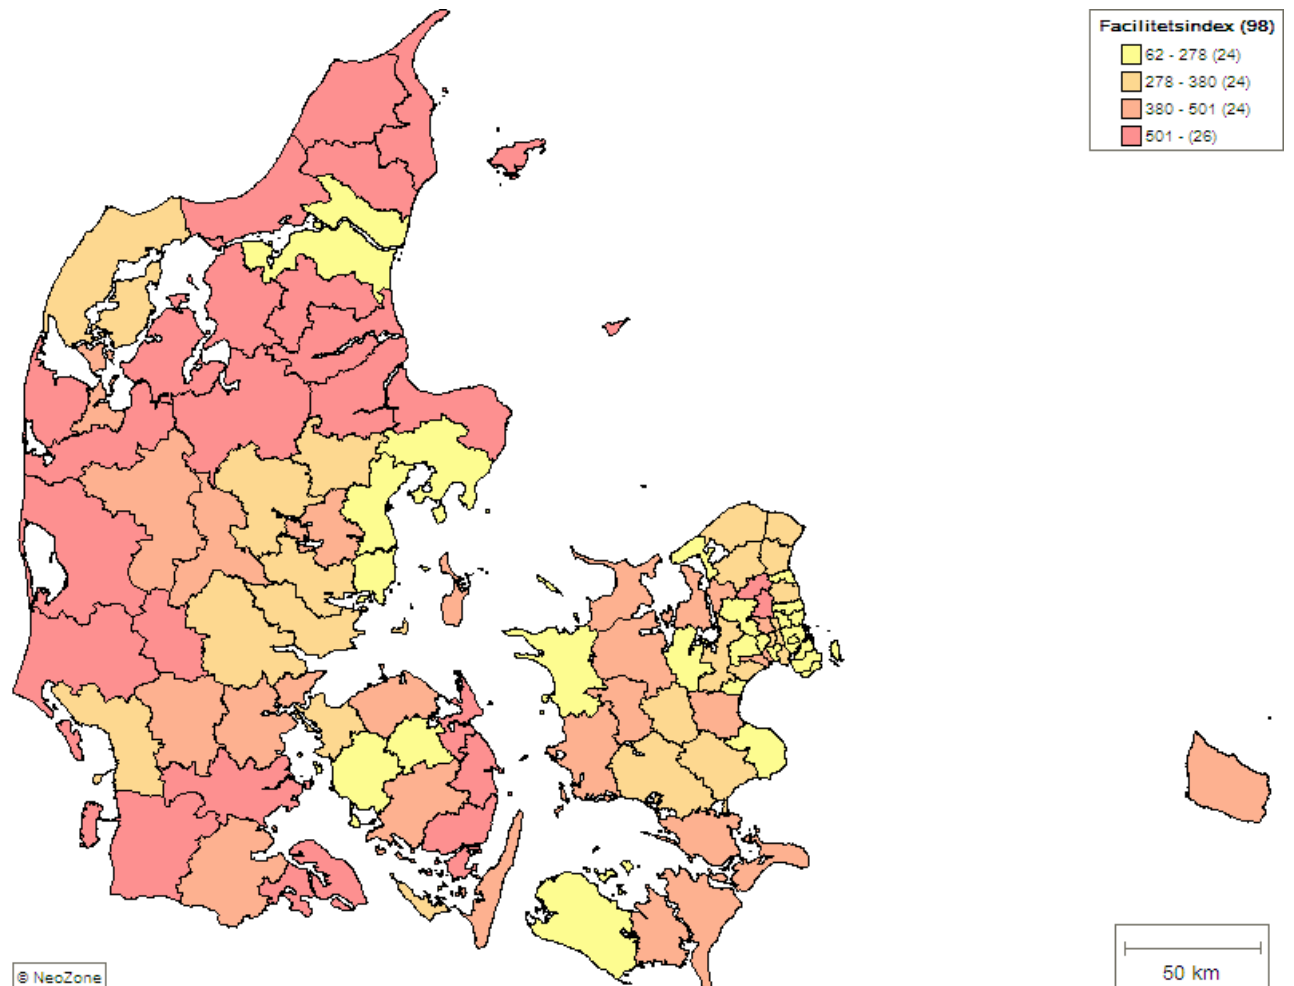 Facilitetsindex (98)
62 - 278 (24)
278 - 380 (24)
380 - 501 (24)
501 - (26)
© NeoZone
50 km